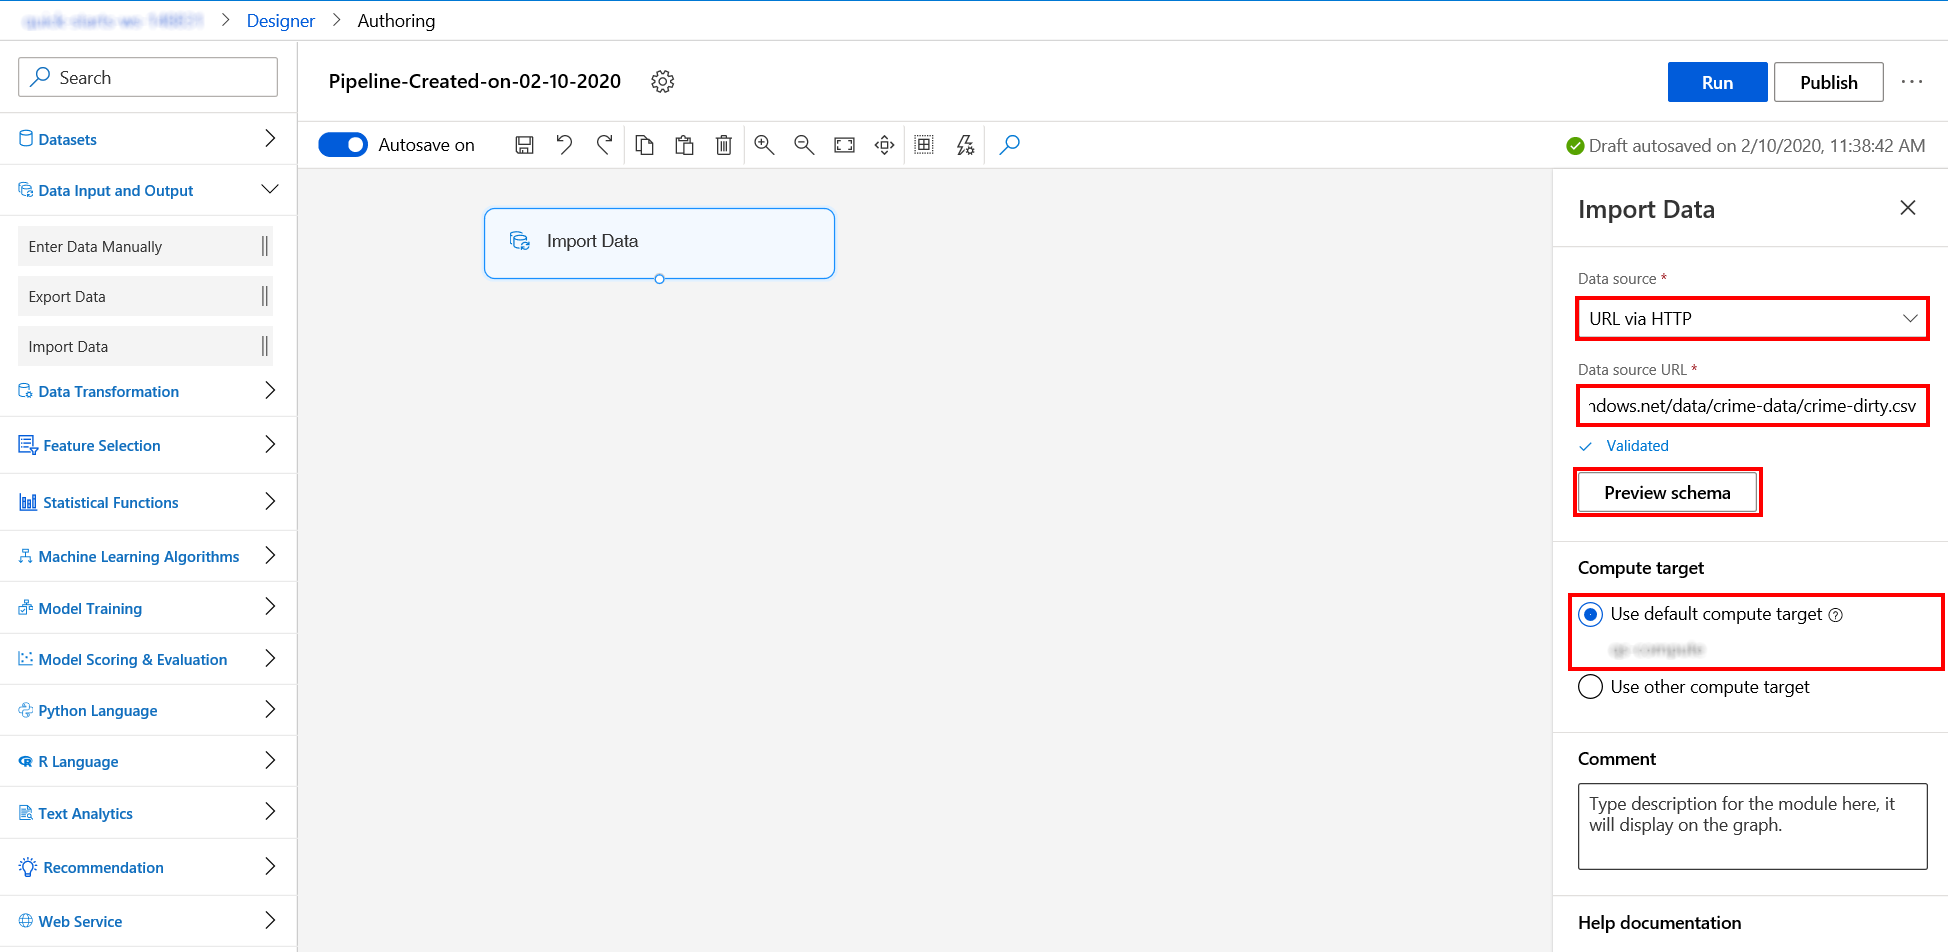 Designer
Authoring
Search
Pipeline-Created-on-02-10-2020
Run
Publish
Datasets
Autosave on
Draft autosaved on 2/10/2020, 11:38:42 AM
Data Input and Output
Enter Data Manually
Export Data
Import Data
Data Transformation
Feature Selection
Statistical Functions
Machine Learning Algorithms
Model Training
Model Scoring & Evaluation
Python Language
R Language
Text Analytics
Recommendation
Web Service
Import Data
Import Data
Data source *
URL via HTTP
Data source URL *
ndows.net/data/crime-data/crime-dirty.csv
Validated
Preview schema
Compute target
Use default compute target
Use other compute target
Comment
Type description for the module here, it
will display on the graph.
Help documentation